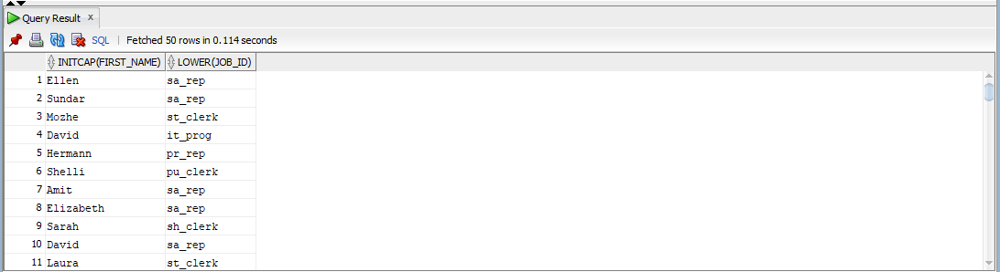 Query Result x
SQL | Fetched 50 rows in 0.114 seconds
INITCAP(FIRST_NAME) LOWER(JOB_ID)
1 Ellen sa_rep
2 Sundar sa_rep
3 Mozhe st_clerk
4 David it_prog
5 Hermann pr_rep
6 Shelli pu_clerk
7 Amit sa_rep
8 Elizabeth sa_rep
9 Sarah sh_clerk
10 David sa_rep
11 Laura st_clerk